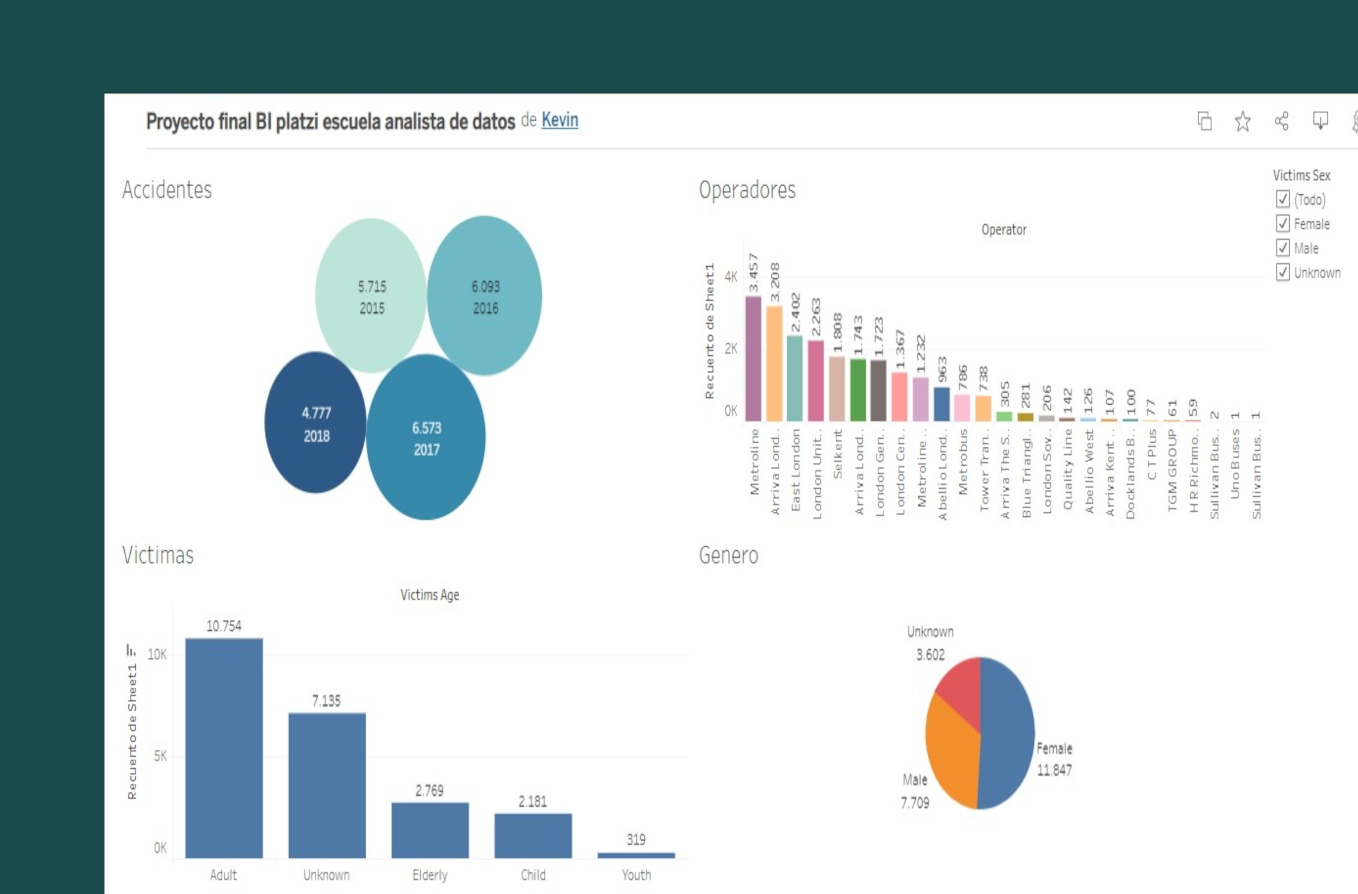 Proyecto final BI platzi escuela analista de datos de Kevin
Accidentes
5.715
2015
6.093
2016
4.777
2018
6.573
2017
Operadores
Operator
Recuento de Sheet1
4K
2K
0K
3.457
3.208
2.402
2.263
1.808
1.743
1.723
1.367
1.232
963
786
738
305
281
206
142
126
107
100
77
61
59
2
1
1
Metroline
Arriva Lond..
East London
London Unit..
Selkent
Arriva Lond..
London Gen..
London Cen..
Metroline ..
Abellio Lond..
Metrobus
Tower Tran..
Arriva The S..
Blue Triangl..
London Sov..
Quality Line
Abellio West
Arriva Kent ..
Docklands B..
C T Plus
TGM GROUP
H R Richmo..
Sullivan Bus..
Uno Buses
Sullivan Bus..
Victims Sex
(Todo)
Female
Male
Unknown
Victimas
Victims Age
Recuento de Sheet1
10K
5K
0K
10.754
7.135
2.769
2.181
319
Adult
Unknown
Elderly
Child
Youth
Genero
Unknown
3.602
Female
11.847
Male
7.709